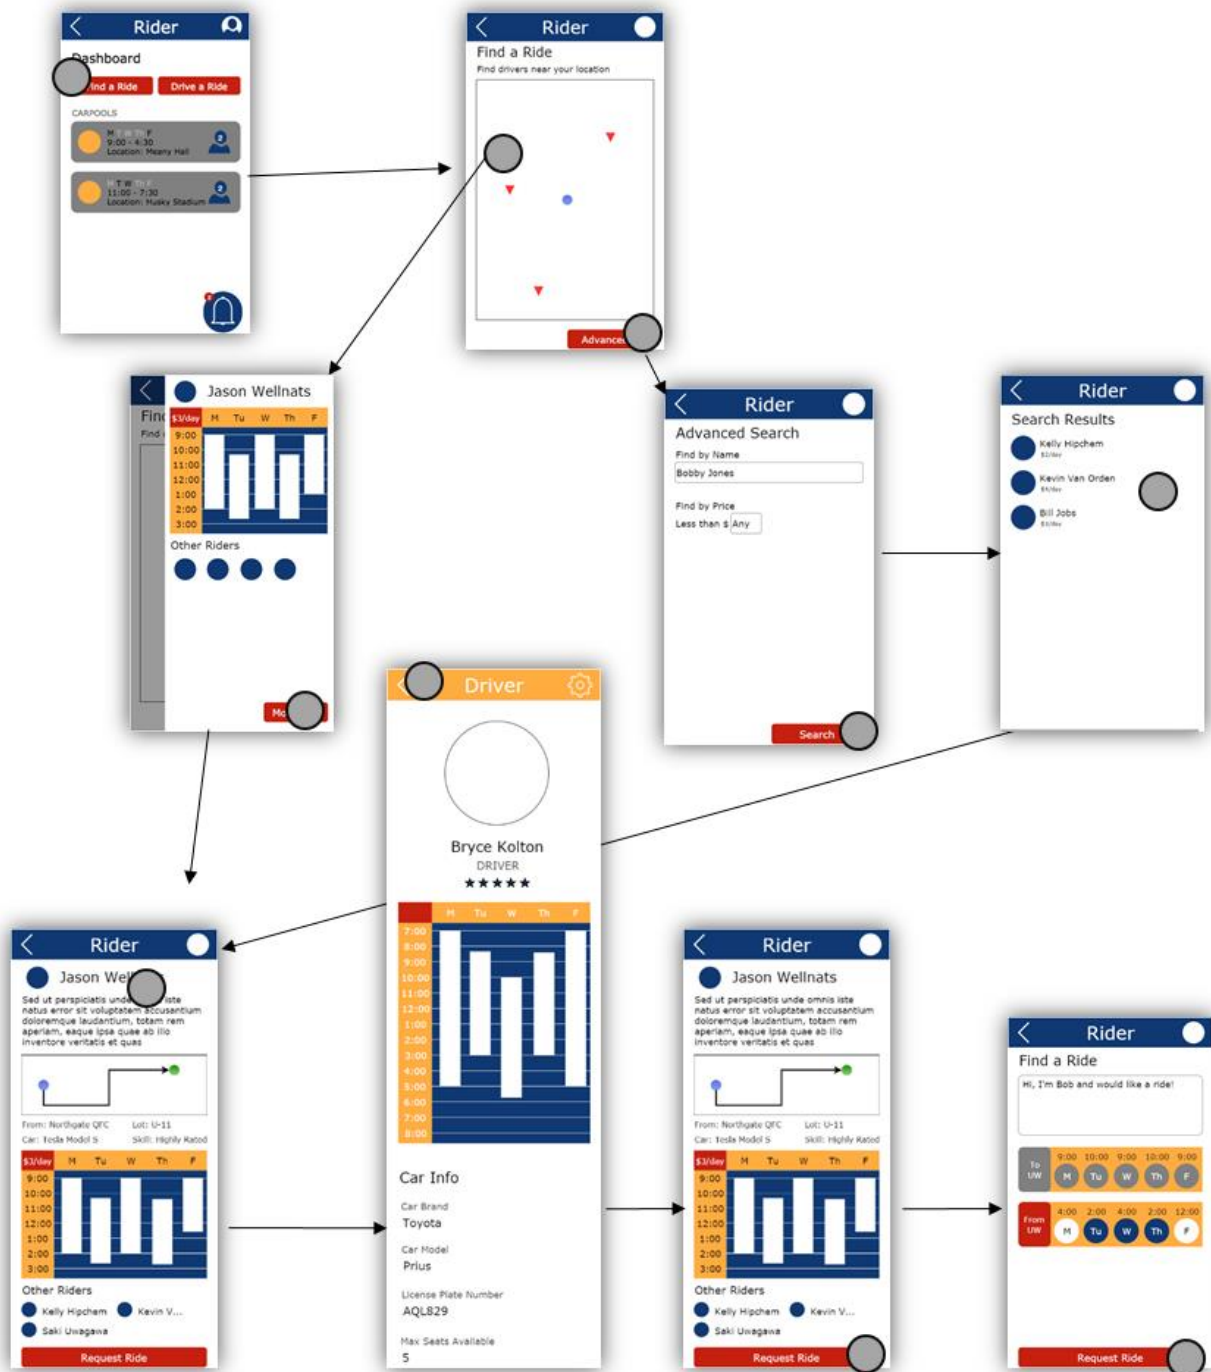 Rider
Dashboard
Find a Ride
Drive a Ride
CARPOOLS
M T W Th F
9:00 - 4:30
Location: Meany Hall
2
M T W Th F
11:00 - 7:30
Location: Husky Stadium
2
Rider
Find a Ride
Find drivers near your location
Advanced
Find
Find
Jason Wellnats
$3/day M Tu W Th F
9:00
10:00
11:00
12:00
1:00
2:00
3:00
Other Riders
Mo
Rider
Advanced Search
Find by Name
Bobby Jones
Find by Price
Less than $ Any
Search
Rider
Search Results
Kelly Hipchem
$2/day
Kevin Van Orden
Bill Jobs
Driver
Bryce Kolton
DRIVER
★★★★★
M Tu W Th F
7:00
8:00
9:00
10:00
11:00
12:00
1:00
2:00
3:00
4:00
5:00
6:00
7:00
8:00
Car Info
Car Brand
Toyota
Car Model
Prius
License Plate Number
AQL829
Max Seats Available
5
Rider
Jason Wel
Sed ut perspiciatis unde iste
natus error sit voluptatem accusantium
doloremque laudantium, totam rem
aperiam, eaque ipsa quae ab illo
inventore veritatis et quas
From: Northgate QFC Lot: U-11
Car: Tesla Model S Skill: Highly Rated
$3/day M Tu W Th F
9:00
10:00
11:00
12:00
1:00
2:00
3:00
Other Riders
Kelly Hipchem Kevin V...
Saki Uwagawa
Request Ride
Rider
Jason Wellnats
Sed ut perspiciatis unde omnis iste
natus error sit voluptatem accusantium
doloremque laudantium, totam rem
aperiam, eaque ipsa quae ab illo
inventore veritatis et quas
From: Northgate QFC Lot: U-11
Car: Tesla Model S Skill: Highly Rated
$3/day M Tu W Th F
9:00
10:00
11:00
12:00
1:00
2:00
3:00
Other Riders
Kelly Hipchem Kevin V...
Saki Uwagawa
Request Ride
Rider
Find a Ride
Hi, I'm Bob and would like a ride!
To UW
9:00 10:00 9:00 10:00 9:00
M Tu W Th F
From UW
4:00 2:00 4:00 2:00 12:00
M Tu W Th F
Request Ride